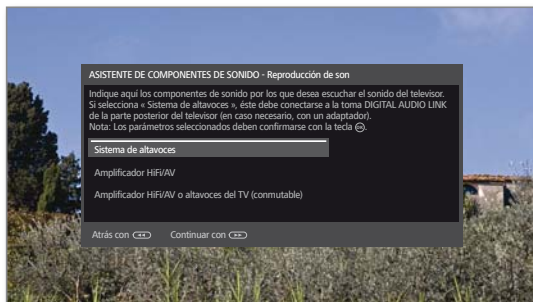 ASISTENTE DE COMPONENTES DE SONIDO - Reproducción de son
Indique aquí los componentes de sonido por los que desea escuchar el sonido del televisor.
Si selecciona « Sistema de altavoces », éste debe conectarse a la toma DIGITAL AUDIO LINK
de la parte posterior del televisor (en caso necesario, con un adaptador).
Nota: Los parámetros seleccionados deben confirmarse con la tecla OK.
Sistema de altavoces
Amplificador HiFi/AV
Amplificador HiFi/AV o altavoces del TV (conmutable)
Atrás con Continuar con